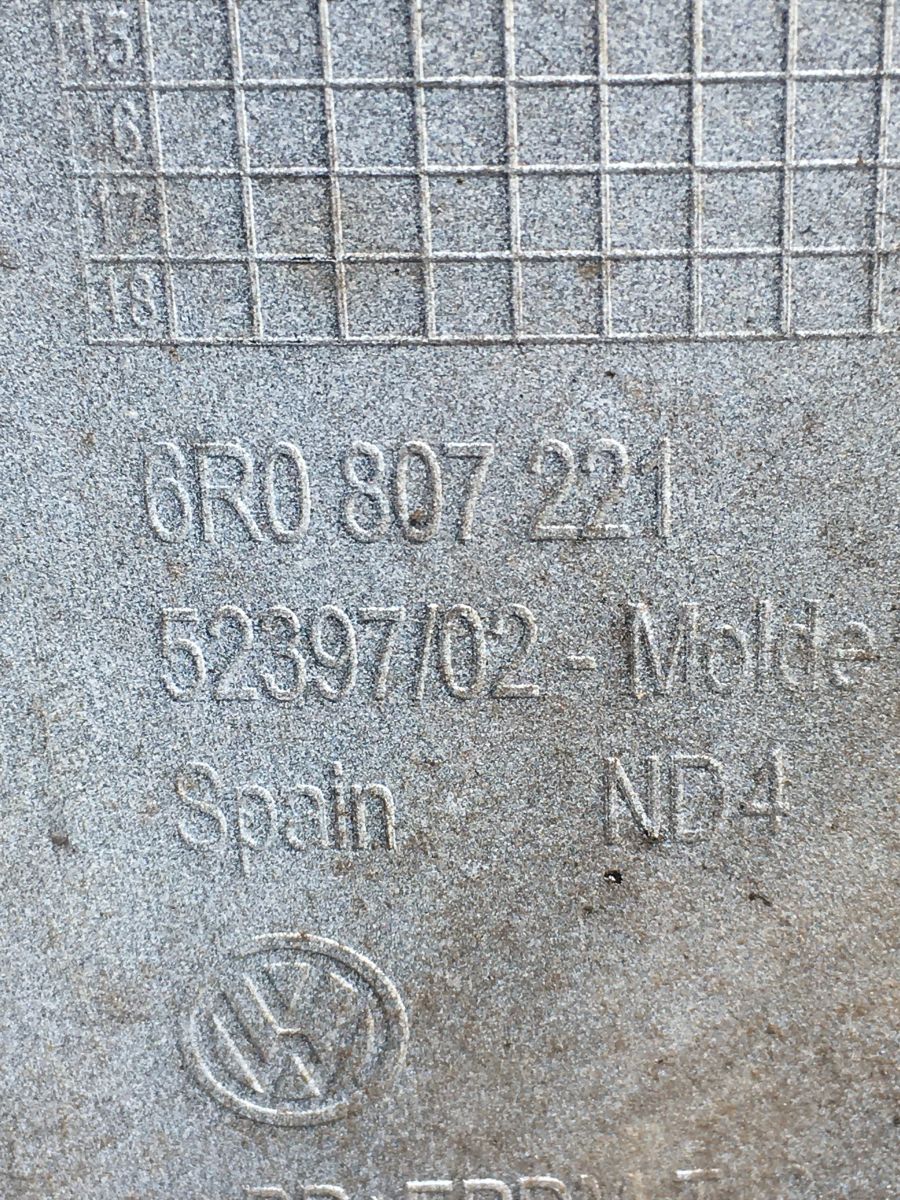 15
16
17
18
6R0 807 221
52397/02 - Molde
Spain ND4